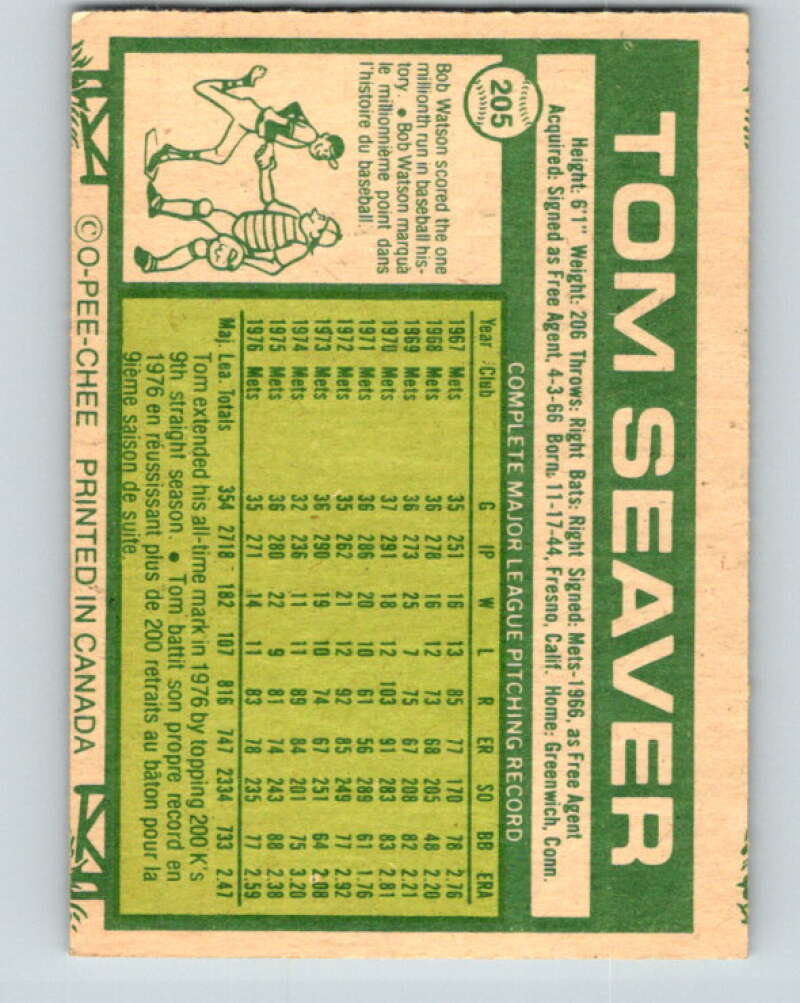 TOM SEAVER
205
Height: 6'1" Weight: 206 Throws: Right Bats: Right Signed: Mets-1966, as Free Agent
Acquired: Signed as Free Agent, 4-3-66 Born: 11-17-44, Fresno, Calif. Home: Greenwich, Conn.
Bob Watson scored the one
millionth run in baseball his-
tory. • Bob Watson marquà
le millionnième point dans
l'histoire du baseball.
COMPLETE MAJOR LEAGUE PITCHING RECORD
Year Club G IP W L R ER SO BB ERA
1967 Mets 35 251 16 13 85 77 170 78 2.76
1968 Mets 36 278 16 12 73 68 205 48 2.20
1969 Mets 36 273 25 7 75 67 208 82 2.21
1970 Mets 37 291 18 12 103 91 283 83 2.81
1971 Mets 36 286 20 10 61 56 289 61 1.76
1972 Mets 35 262 21 12 92 85 249 77 2.92
1973 Mets 36 290 19 10 74 67 251 64 2.08
1974 Mets 32 236 11 11 89 84 201 75 3.20
1975 Mets 36 280 22 9 81 74 243 88 2.38
1976 Mets 35 271 14 11 83 78 235 77 2.59
Maj. Lea. Totals 354 2718 182 107 816 747 2334 733 2.47
Tom extended his all-time mark in 1976 by topping 200 K's
9th straight season. • Tom battit son propre record en
1976 en réussissant plus de 200 retraits au bâton pour la
9ième saison de suite.
©O-PEE-CHEE PRINTED IN CANADA